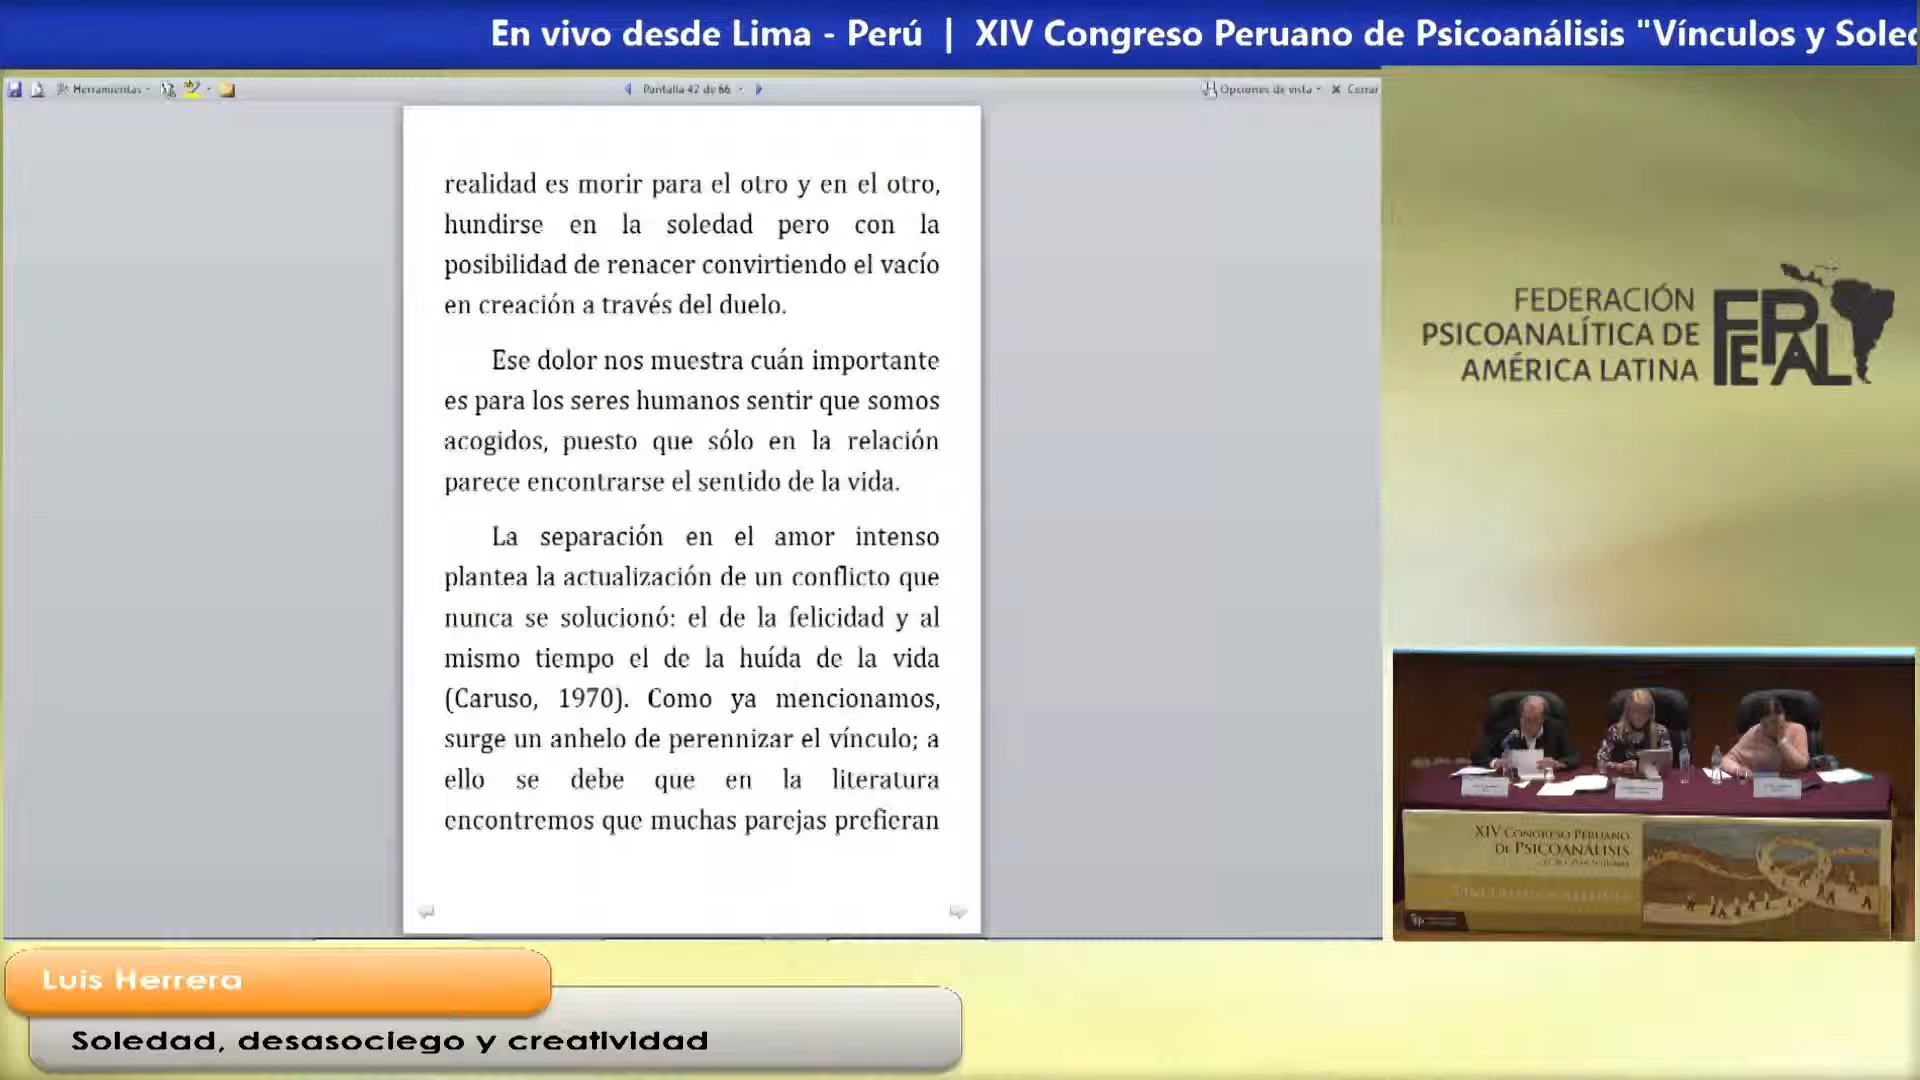 En vivo desde Lima - Perú | XIV Congreso Peruano de Psicoanálisis "Vínculos y Soled
Herramientas
Pantalla 42 de 66
Opciones de vista
Cerrar
realidad es morir para el otro y en el otro,
hundirse en la soledad pero con la
posibilidad de renacer convirtiendo el vacío
en creación a través del duelo.
Ese dolor nos muestra cuán importante
es para los seres humanos sentir que somos
acogidos, puesto que sólo en la relación
parece encontrarse el sentido de la vida.
La separación en el amor intenso
plantea la actualización de un conflicto que
nunca se solucionó: el de la felicidad y al
mismo tiempo el de la huída de la vida
(Caruso, 1970). Como ya mencionamos,
surge un anhelo de perennizar el vínculo; a
ello se debe que en la literatura
encontremos que muchas parejas prefieran
FEDERACIÓN
PSICOANALÍTICA DE
AMÉRICA LATINA
FEPAL
XIV CONGRESO PERUANO
DE PSICOANÁLISIS
Luis Herrera
Soledad, desasociego y creatividad